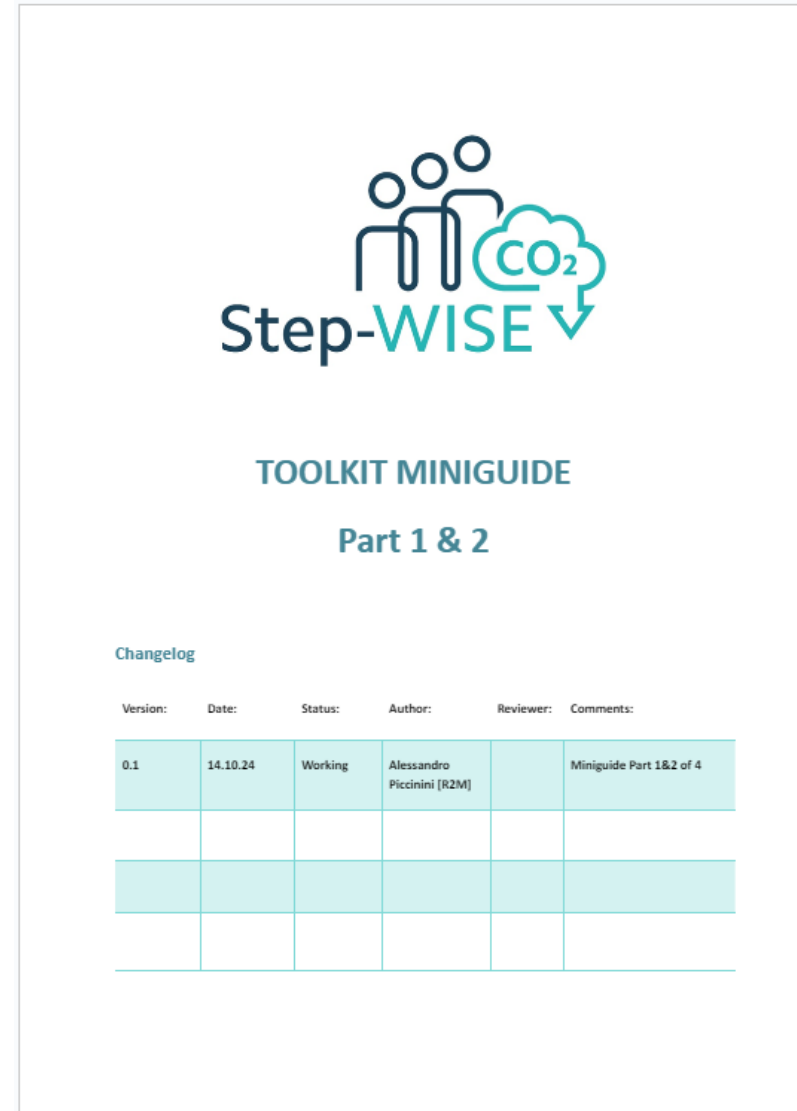 CO₂
Step-WISE
TOOLKIT MINIGUIDE
Part 1 & 2
Changelog
Version: Date: Status: Author: Reviewer: Comments:
0.1 14.10.24 Working Alessandro Miniguide Part 1&2 of 4
Piccinini [R2M]